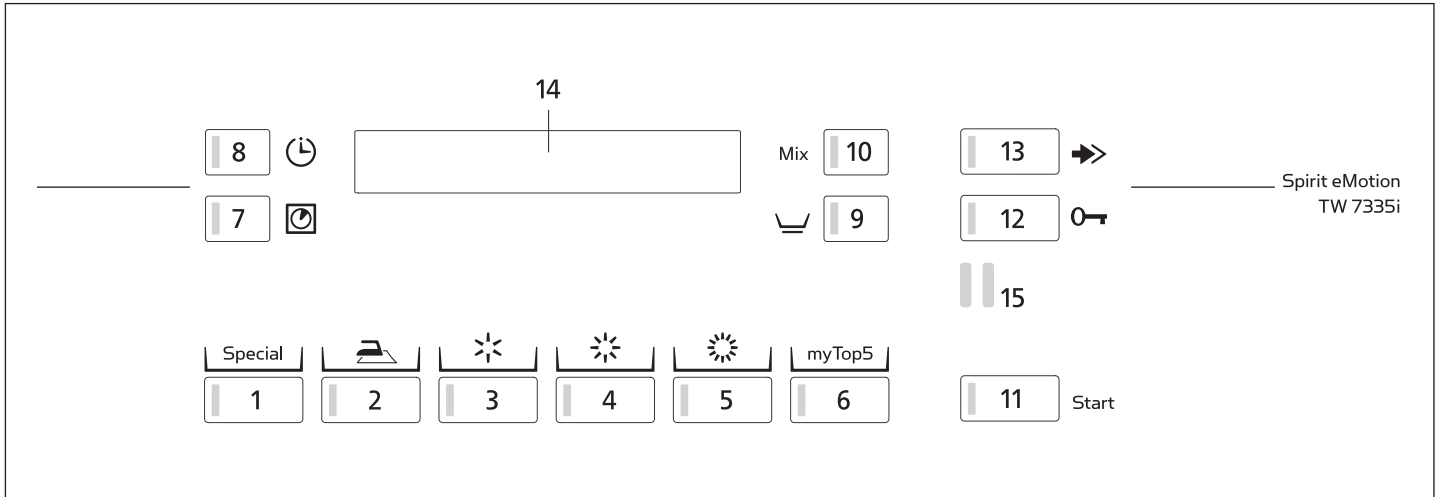 14
8
Mix 10
13
Spirit eMotion
TW 7335i
7
9
12
15
Special
myTop5
1 2 3 4 5 6
11 Start